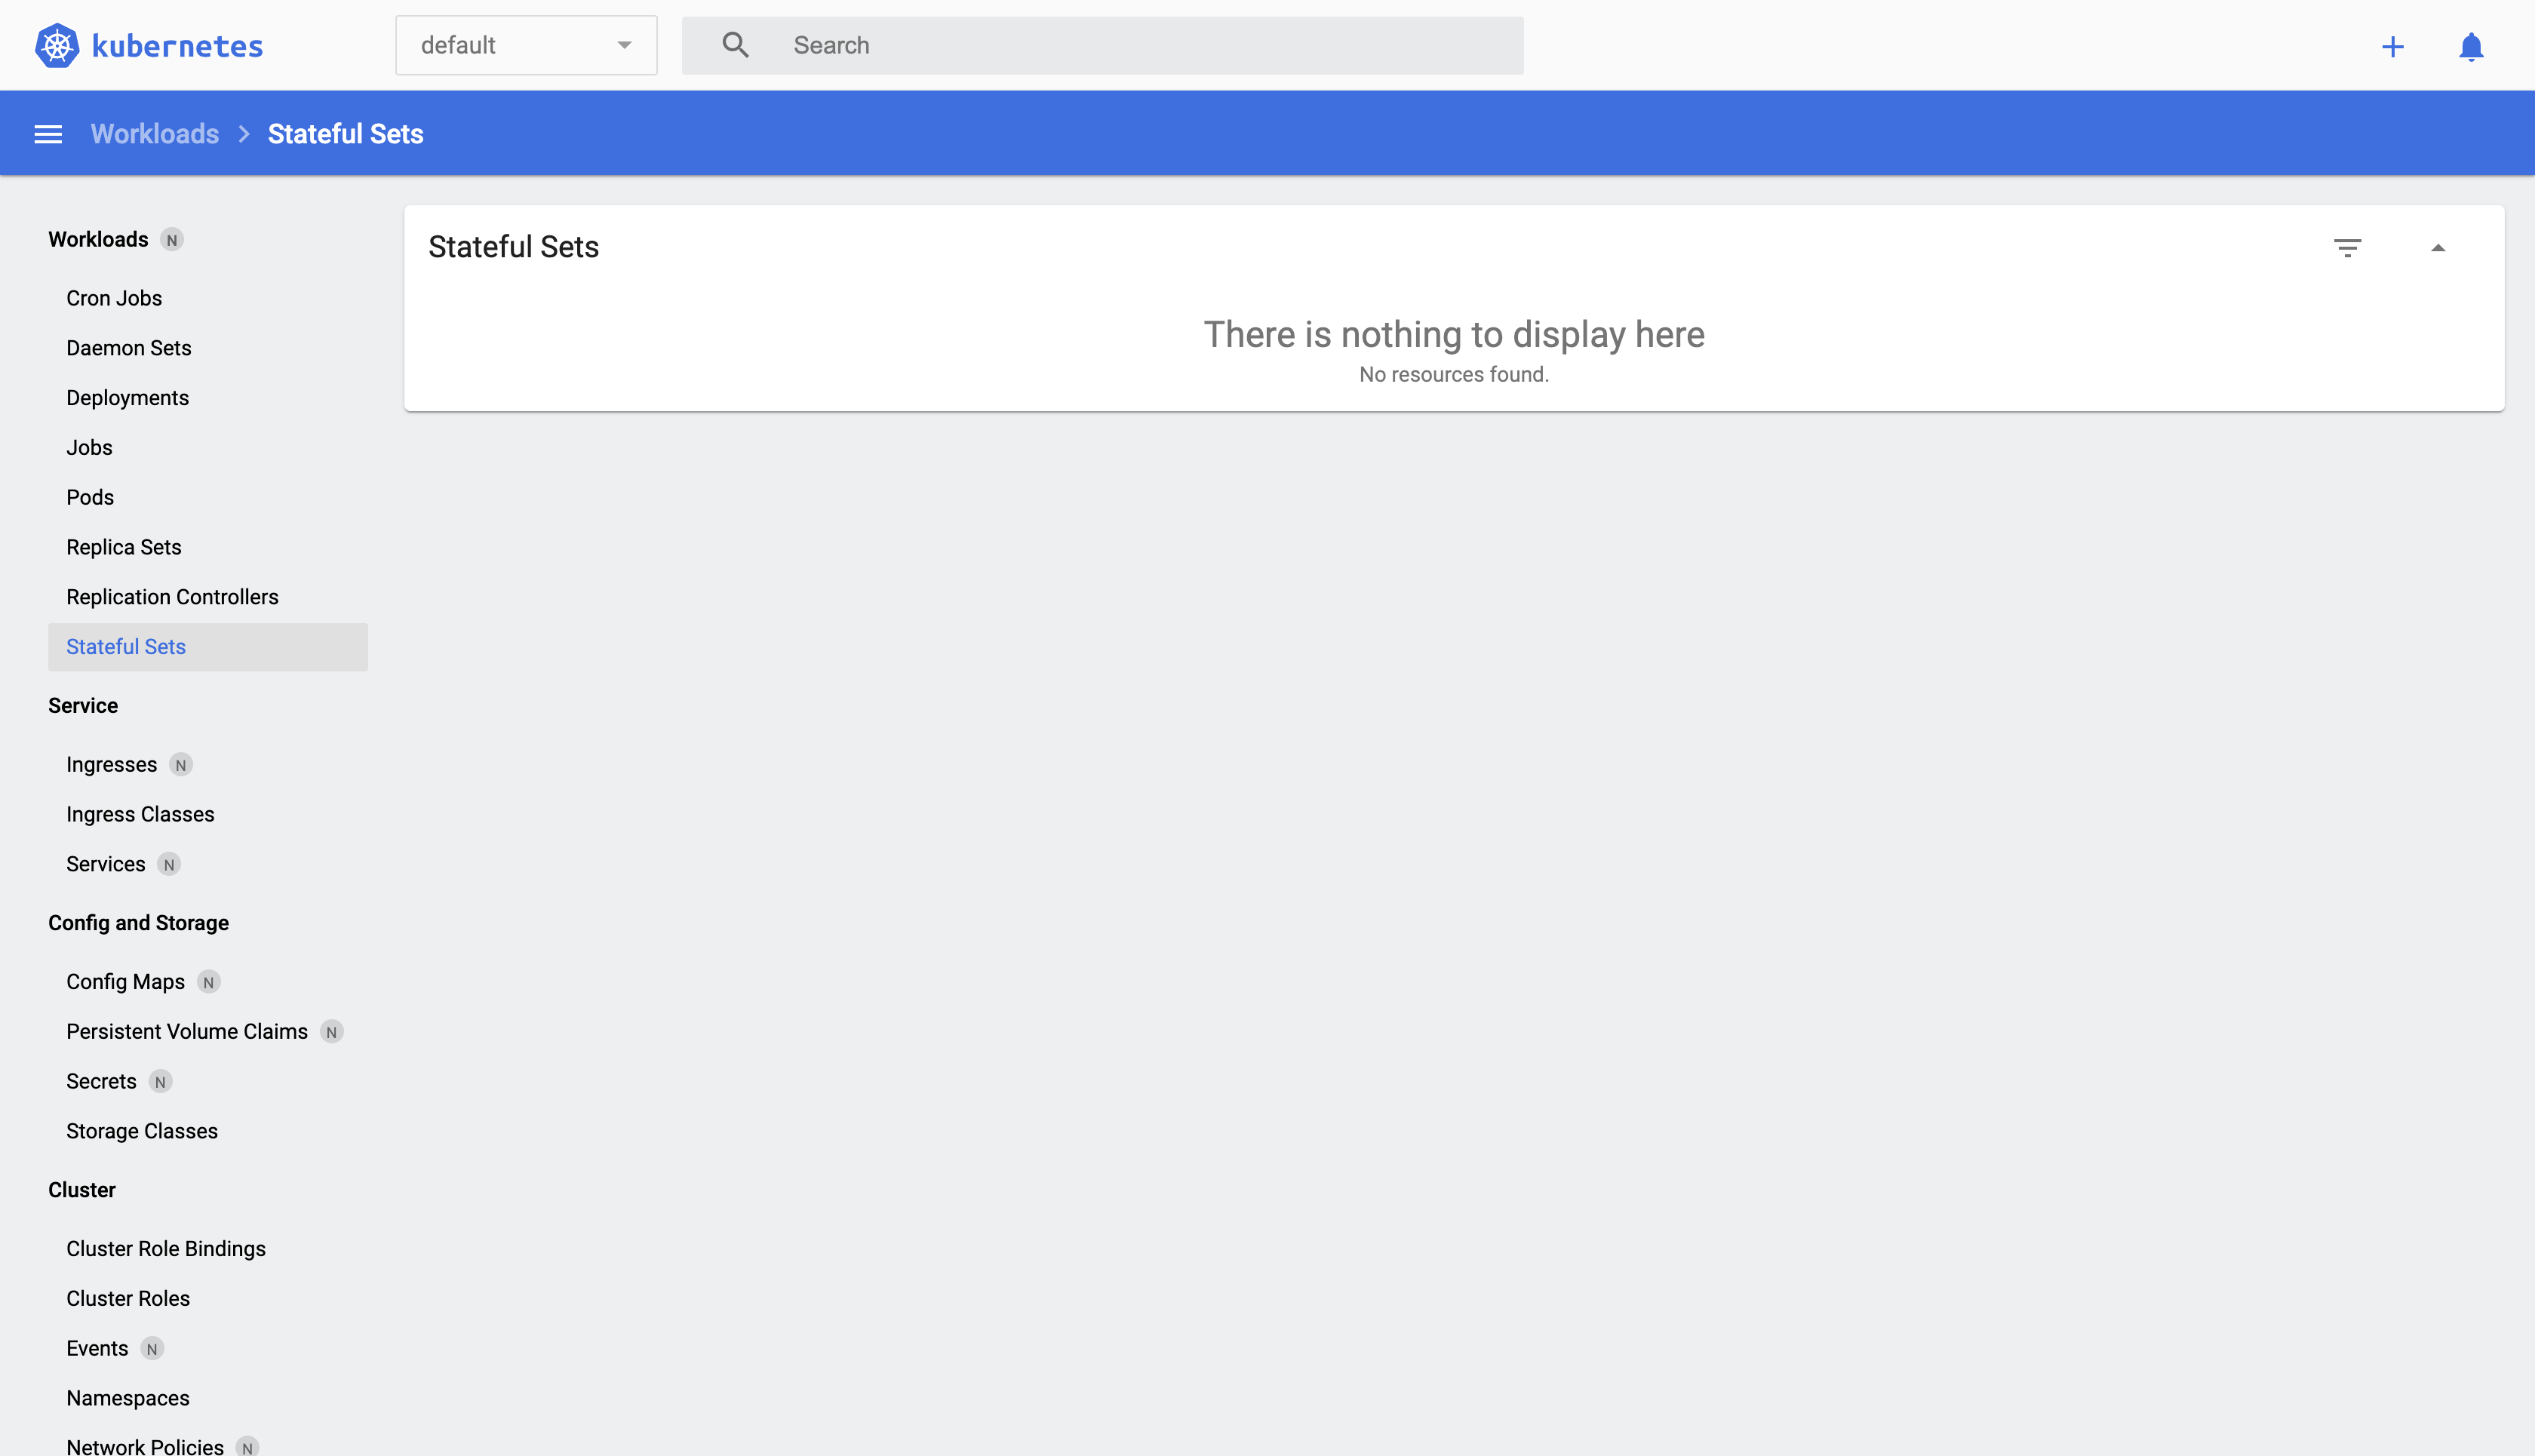 kubernetes
default
Search
Workloads
Stateful Sets
Workloads N
Cron Jobs
Daemon Sets
Deployments
Jobs
Pods
Replica Sets
Replication Controllers
Stateful Sets
Service
Ingresses N
Ingress Classes
Services N
Config and Storage
Config Maps N
Persistent Volume Claims N
Secrets N
Storage Classes
Cluster
Cluster Role Bindings
Cluster Roles
Events N
Namespaces
Network Policies N
Stateful Sets
There is nothing to display here
No resources found.